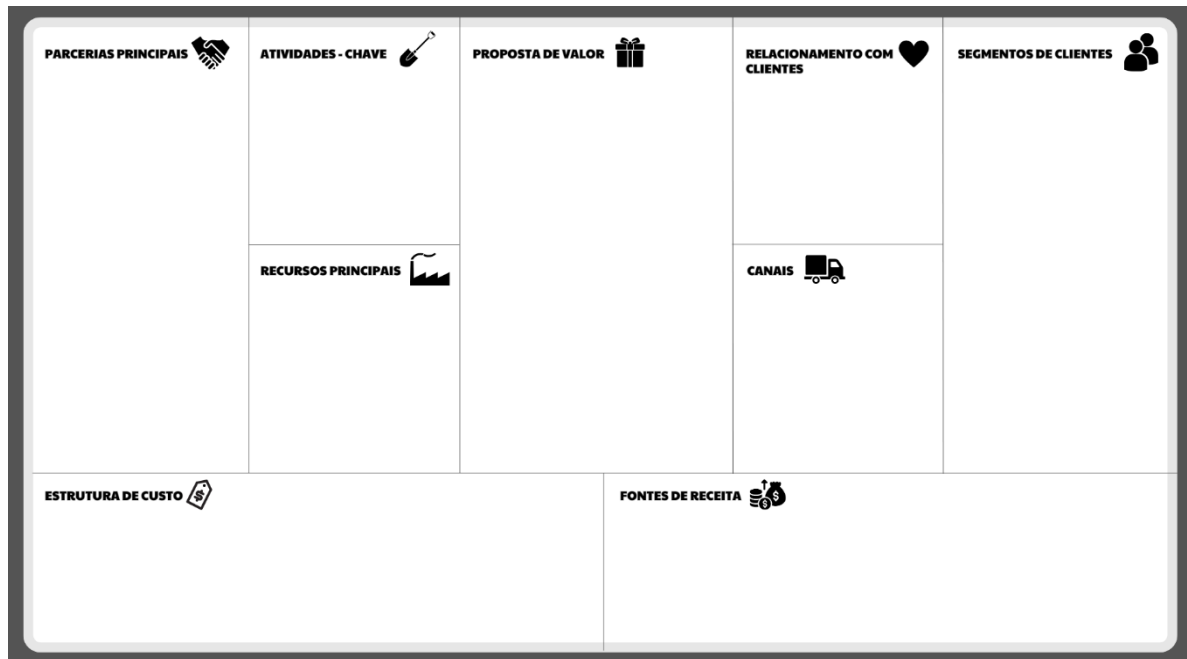 PARCERIAS PRINCIPAIS
ATIVIDADES - CHAVE
PROPOSTA DE VALOR
RELACIONAMENTO COM
CLIENTES
SEGMENTOS DE CLIENTES
RECURSOS PRINCIPAIS
CANAIS
ESTRUTURA DE CUSTO
$
FONTES DE RECEITA
$
$